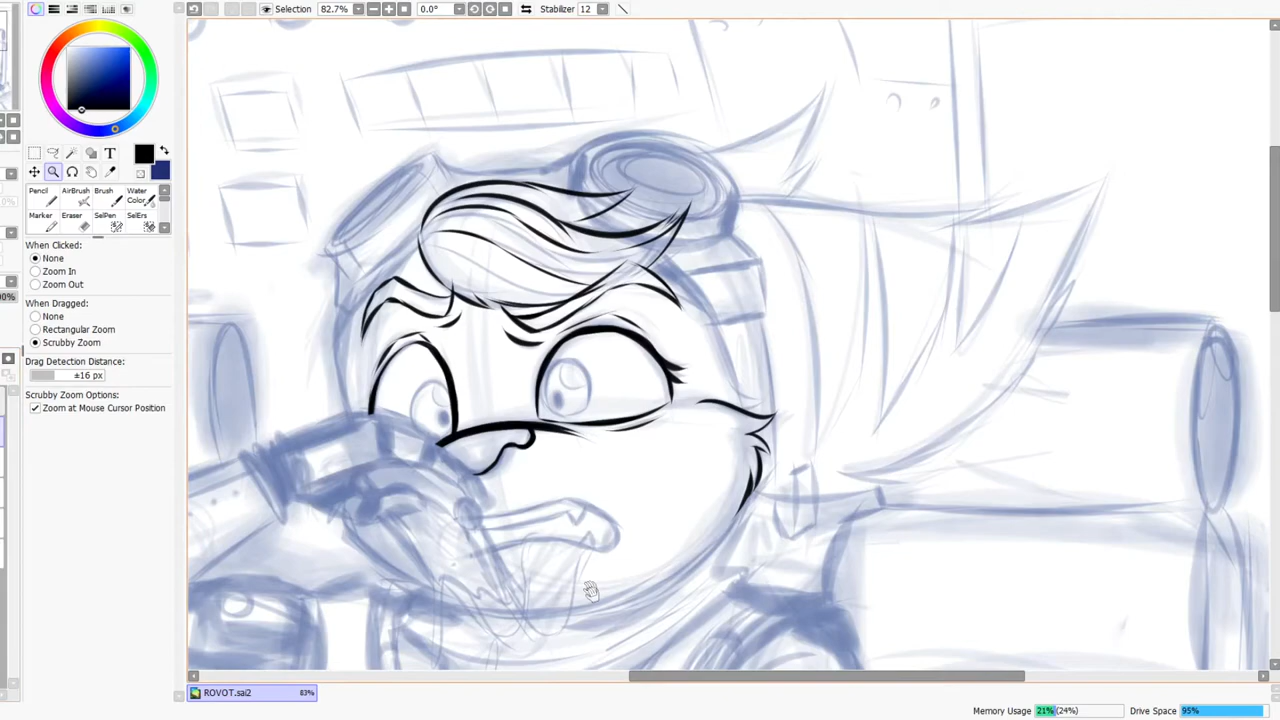 Selection 82.7% 0.0° Stabilizer 12
T
Pencil AirBrush Brush Water Color
Marker Eraser SelPen SelErs
When Clicked:
None
Zoom In
Zoom Out
When Dragged:
None
Rectangular Zoom
Scrubby Zoom
Drag Detection Distance:
±16 px
Scrubby Zoom Options:
Zoom at Mouse Cursor Position
ROVOT.sai2 83%
Memory Usage 21% (24%) Drive Space 95%